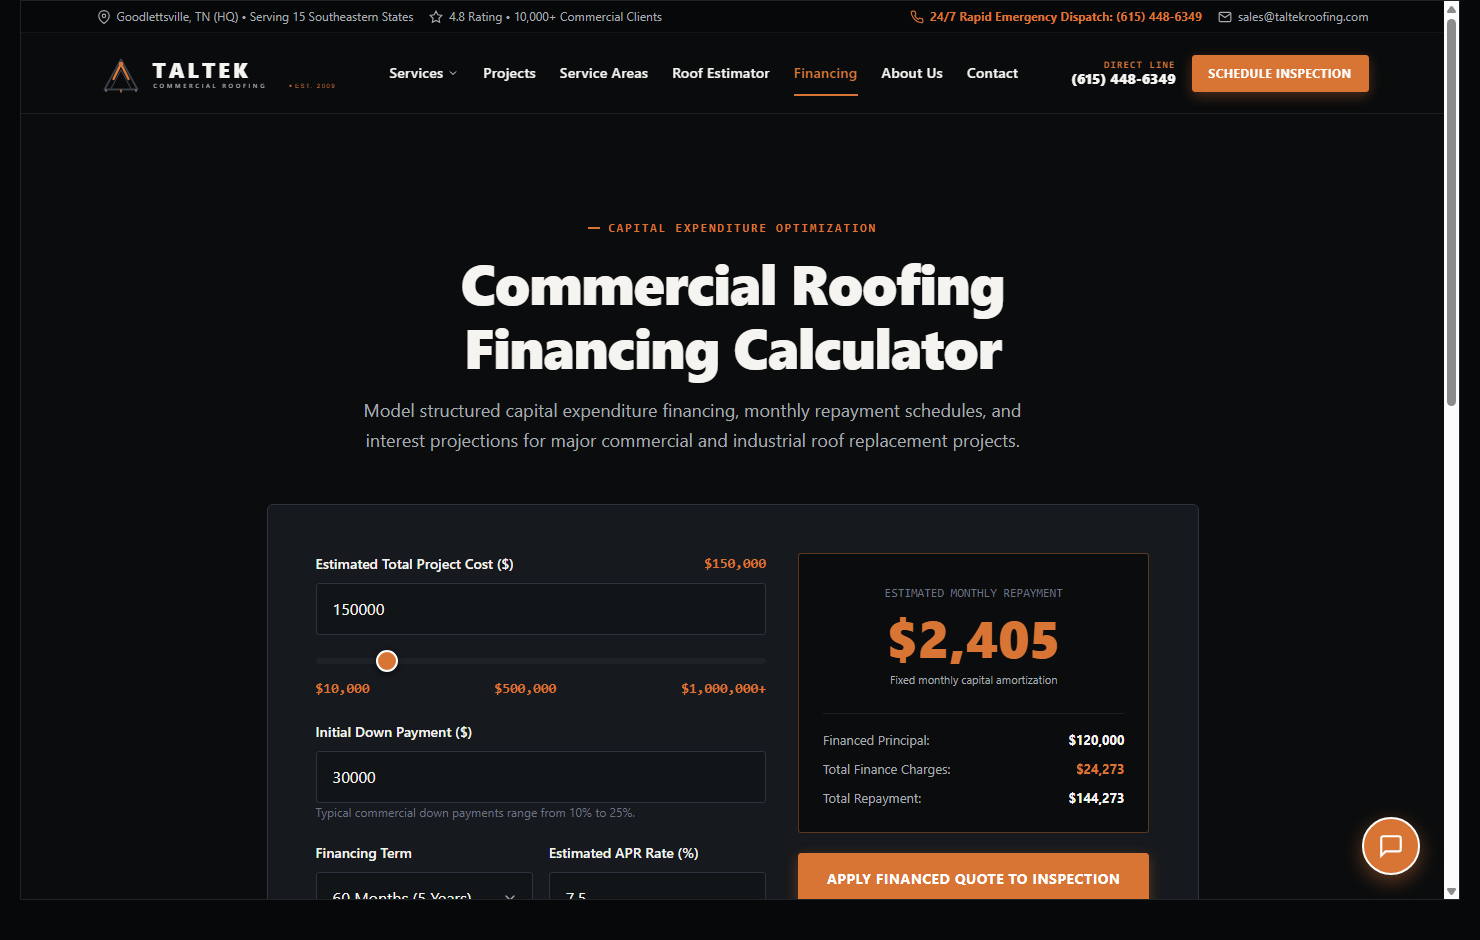 Goodlettsville, TN (HQ) • Serving 15 Southeastern States
4.8 Rating • 10,000+ Commercial Clients
24/7 Rapid Emergency Dispatch: (615) 448-6349
sales@taltekroofing.com
TALTEK
COMMERCIAL ROOFING
• EST. 2009
Services
Projects
Service Areas
Roof Estimator
Financing
About Us
Contact
DIRECT LINE
(615) 448-6349
SCHEDULE INSPECTION
— CAPITAL EXPENDITURE OPTIMIZATION
Commercial Roofing
Financing Calculator
Model structured capital expenditure financing, monthly repayment schedules, and
interest projections for major commercial and industrial roof replacement projects.
Estimated Total Project Cost ($)
$150,000
150000
$10,000
$500,000
$1,000,000+
Initial Down Payment ($)
30000
Typical commercial down payments range from 10% to 25%.
Financing Term
Estimated APR Rate (%)
60 Months (5 Years)
7.5
ESTIMATED MONTHLY REPAYMENT
$2,405
Fixed monthly capital amortization
Financed Principal:
$120,000
Total Finance Charges:
$24,273
Total Repayment:
$144,273
APPLY FINANCED QUOTE TO INSPECTION